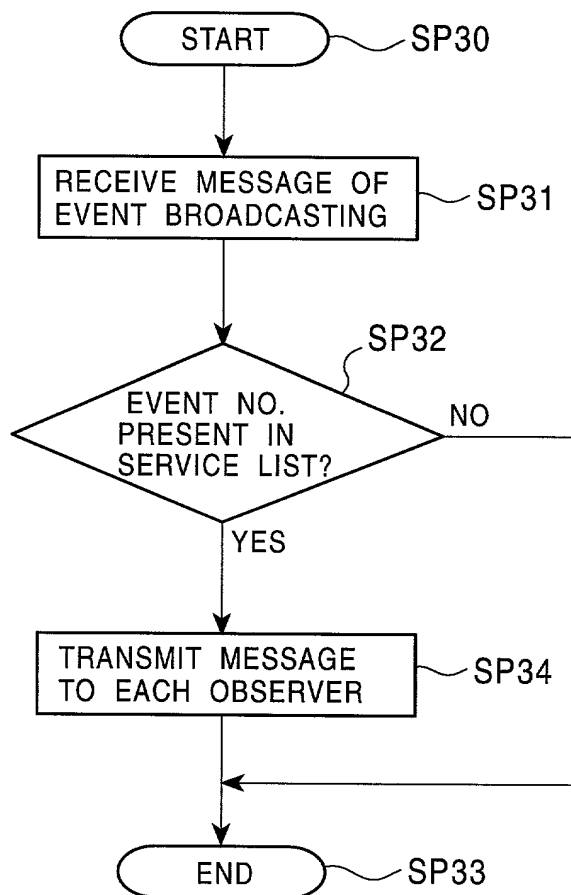 START
SP30
RECEIVE MESSAGE OF
EVENT BROADCASTING
SP31
SP32
EVENT NO.
PRESENT IN
SERVICE LIST?
NO
YES
TRANSMIT MESSAGE
TO EACH OBSERVER
SP34
END
SP33